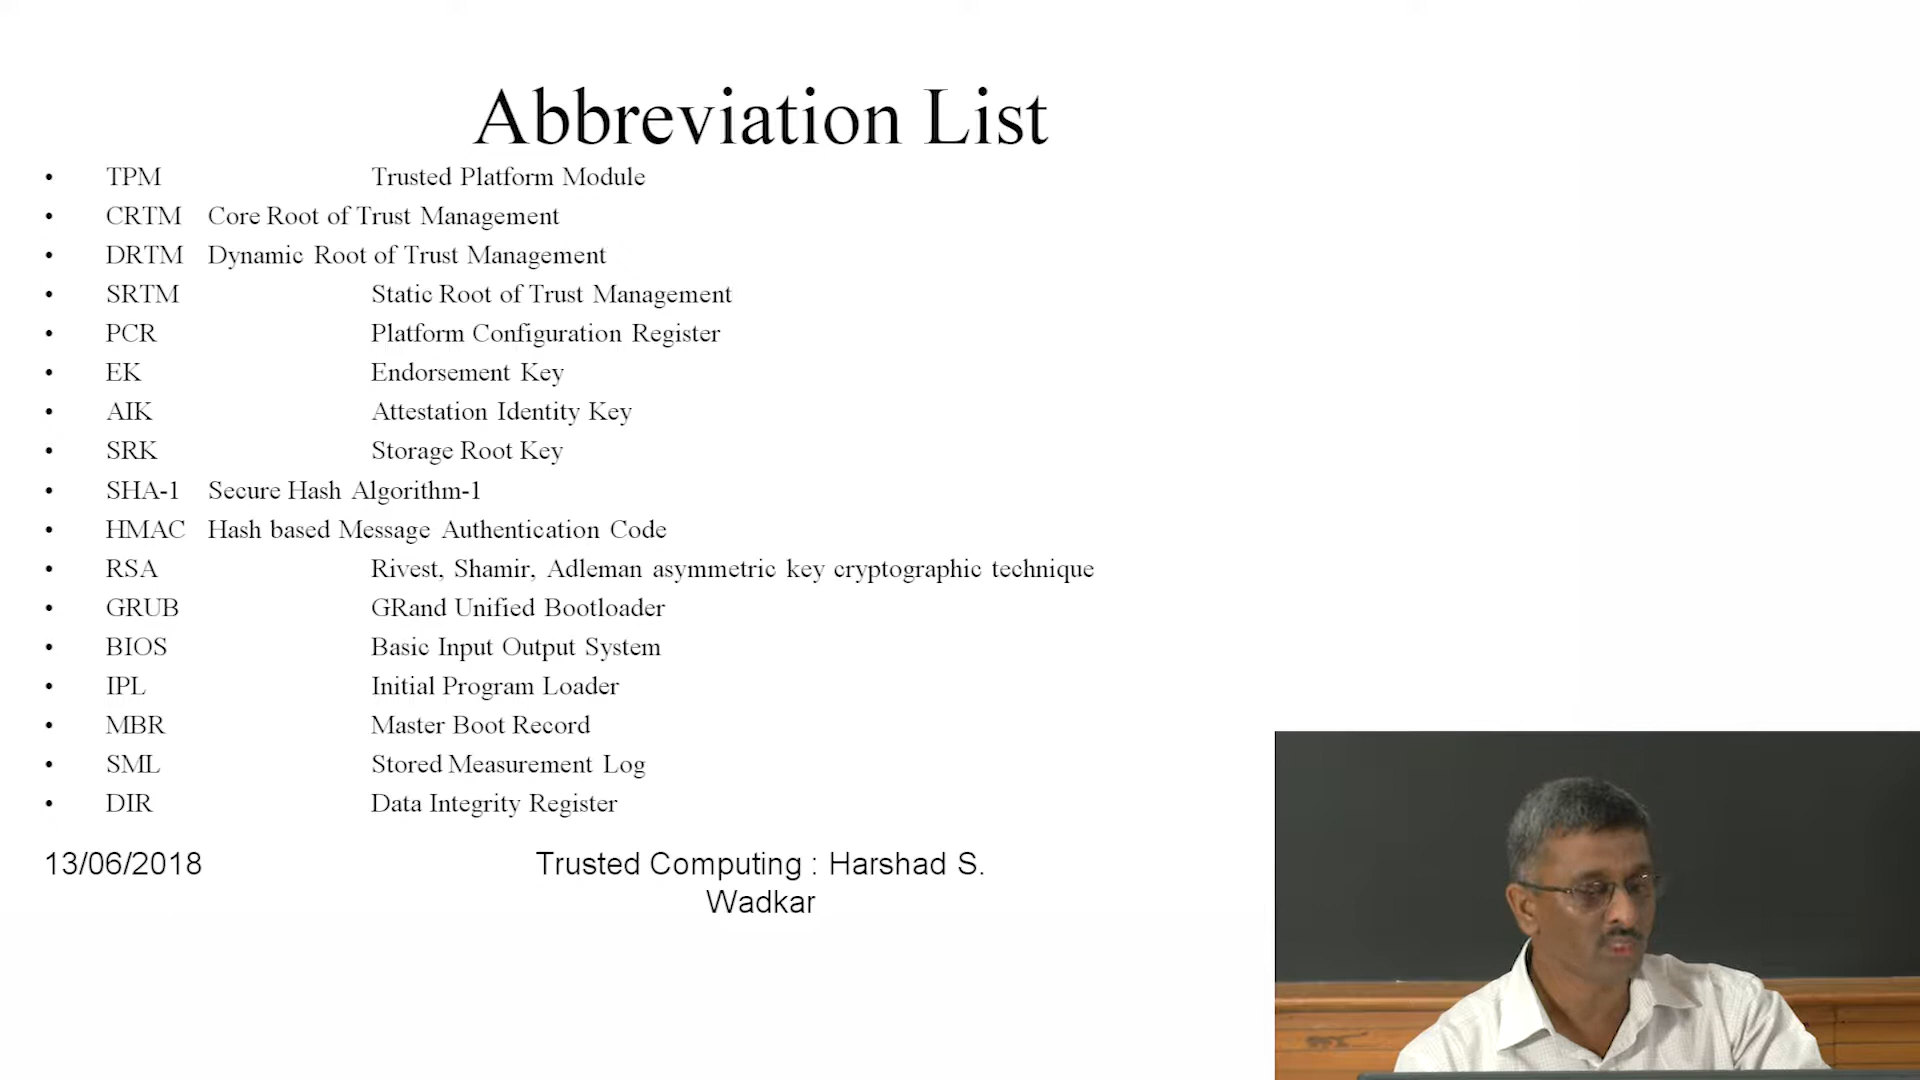 Abbreviation List
• TPM Trusted Platform Module
• CRTM Core Root of Trust Management
• DRTM Dynamic Root of Trust Management
• SRTM Static Root of Trust Management
• PCR Platform Configuration Register
• EK Endorsement Key
• AIK Attestation Identity Key
• SRK Storage Root Key
• SHA-1 Secure Hash Algorithm-1
• HMAC Hash based Message Authentication Code
• RSA Rivest, Shamir, Adleman asymmetric key cryptographic technique
• GRUB GRand Unified Bootloader
• BIOS Basic Input Output System
• IPL Initial Program Loader
• MBR Master Boot Record
• SML Stored Measurement Log
• DIR Data Integrity Register
13/06/2018 Trusted Computing : Harshad S.
Wadkar